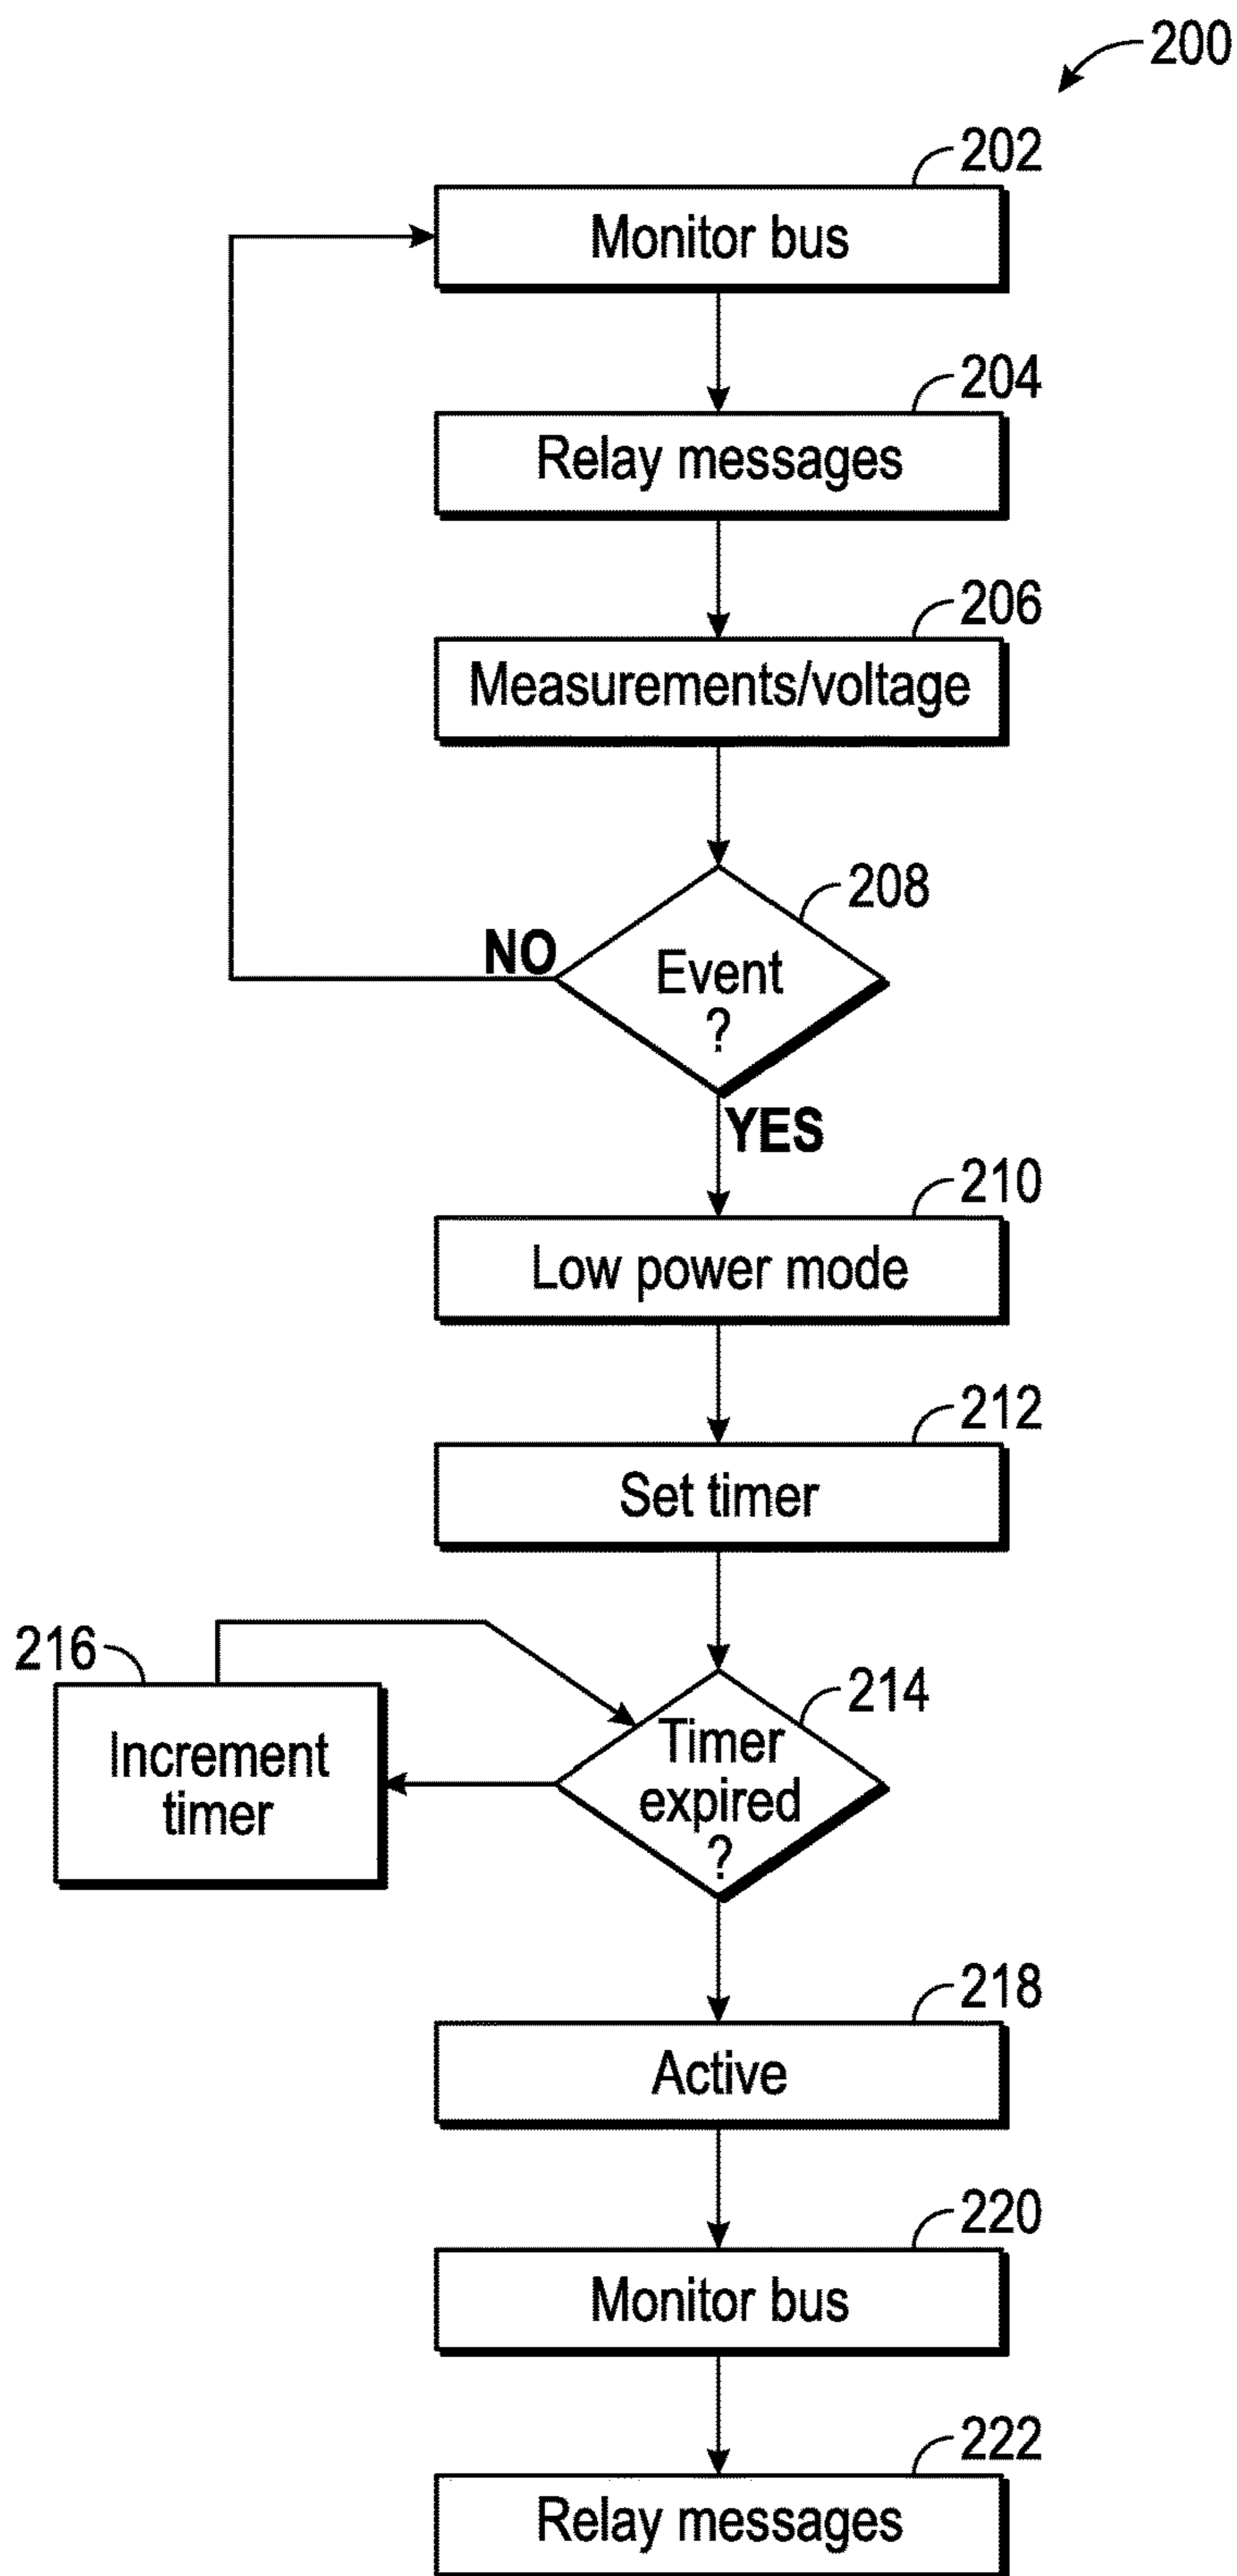 200
202
Monitor bus
204
Relay messages
206
Measurements/voltage
208
NO
Event
?
YES
210
Low power mode
212
Set timer
216
214
Increment
timer
Timer
expired
?
218
Active
220
Monitor bus
222
Relay messages